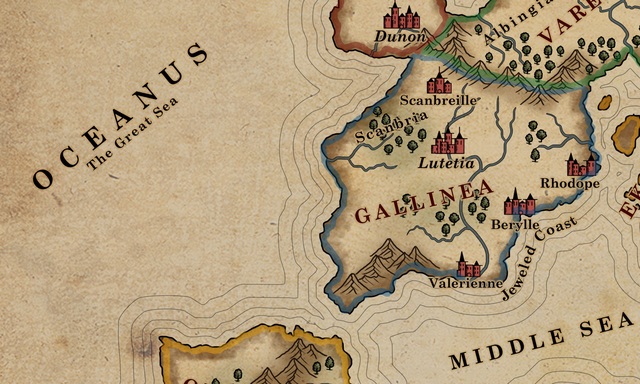 Dunon
Albingia
VARE
Scanbreille
OCEANUS
The Great Sea
Scanbria
Lutetia
Rhodope
GALLINEA
Berylle
Jeweled Coast
Valerienne
MIDDLE SEA